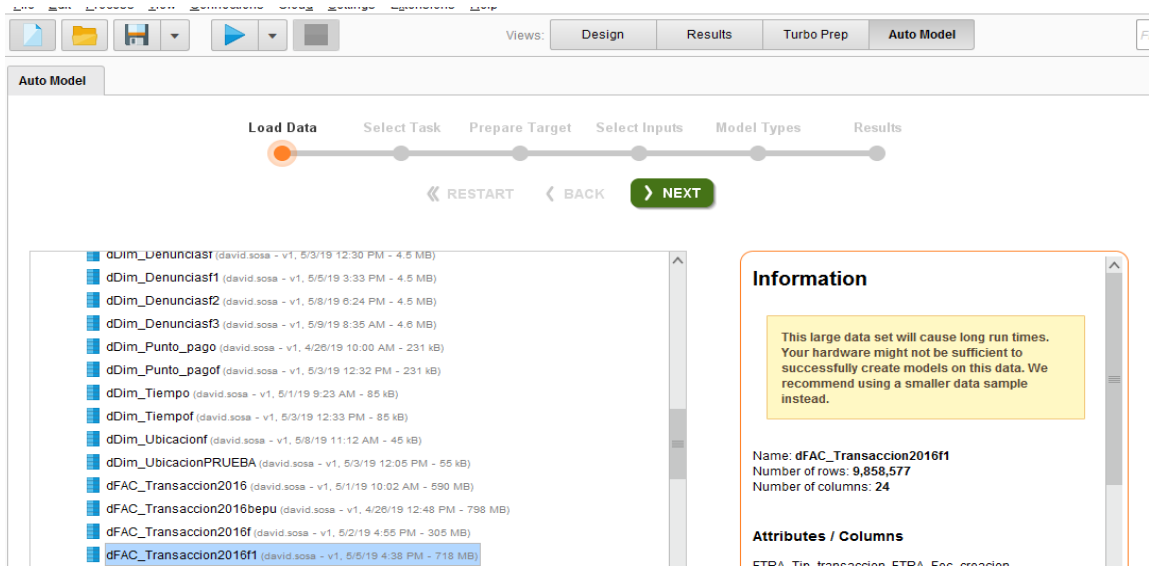 File Edit Process View Connections Cloud Settings Extensions Help
Views: Design Results Turbo Prep Auto Model
Auto Model
Load Data Select Task Prepare Target Select Inputs Model Types Results
RESTART BACK NEXT
dDim_Denunciasf (david.sosa - v1, 5/3/19 12:30 PM - 4.5 MB)
dDim_Denunciasf1 (david.sosa - v1, 5/5/19 3:33 PM - 4.5 MB)
dDim_Denunciasf2 (david.sosa - v1, 5/8/19 6:24 PM - 4.5 MB)
dDim_Denunciasf3 (david.sosa - v1, 5/9/19 8:35 AM - 4.6 MB)
dDim_Punto_pago (david.sosa - v1, 4/26/19 10:00 AM - 231 kB)
dDim_Punto_pagof (david.sosa - v1, 5/3/19 12:32 PM - 231 kB)
dDim_Tiempo (david.sosa - v1, 5/1/19 9:23 AM - 85 kB)
dDim_Tiempof (david.sosa - v1, 5/3/19 12:33 PM - 85 kB)
dDim_Ubicacionf (david.sosa - v1, 5/8/19 11:12 AM - 45 kB)
dDim_UbicacionPRUEBA (david.sosa - v1, 5/3/19 12:05 PM - 55 kB)
dFAC_Transaccion2016 (david.sosa - v1, 5/1/19 10:02 AM - 590 MB)
dFAC_Transaccion2016bepu (david.sosa - v1, 4/26/19 12:48 PM - 798 MB)
dFAC_Transaccion2016f (david.sosa - v1, 5/2/19 4:55 PM - 305 MB)
dFAC_Transaccion2016f1 (david.sosa - v1, 5/5/19 4:38 PM - 718 MB)
Information
This large data set will cause long run times.
Your hardware might not be sufficient to
successfully create models on this data. We
recommend using a smaller data sample
instead.
Name: dFAC_Transaccion2016f1
Number of rows: 9,858,577
Number of columns: 24
Attributes / Columns
FTRA_Tip_transaccion, FTRA_Fec_creacion,